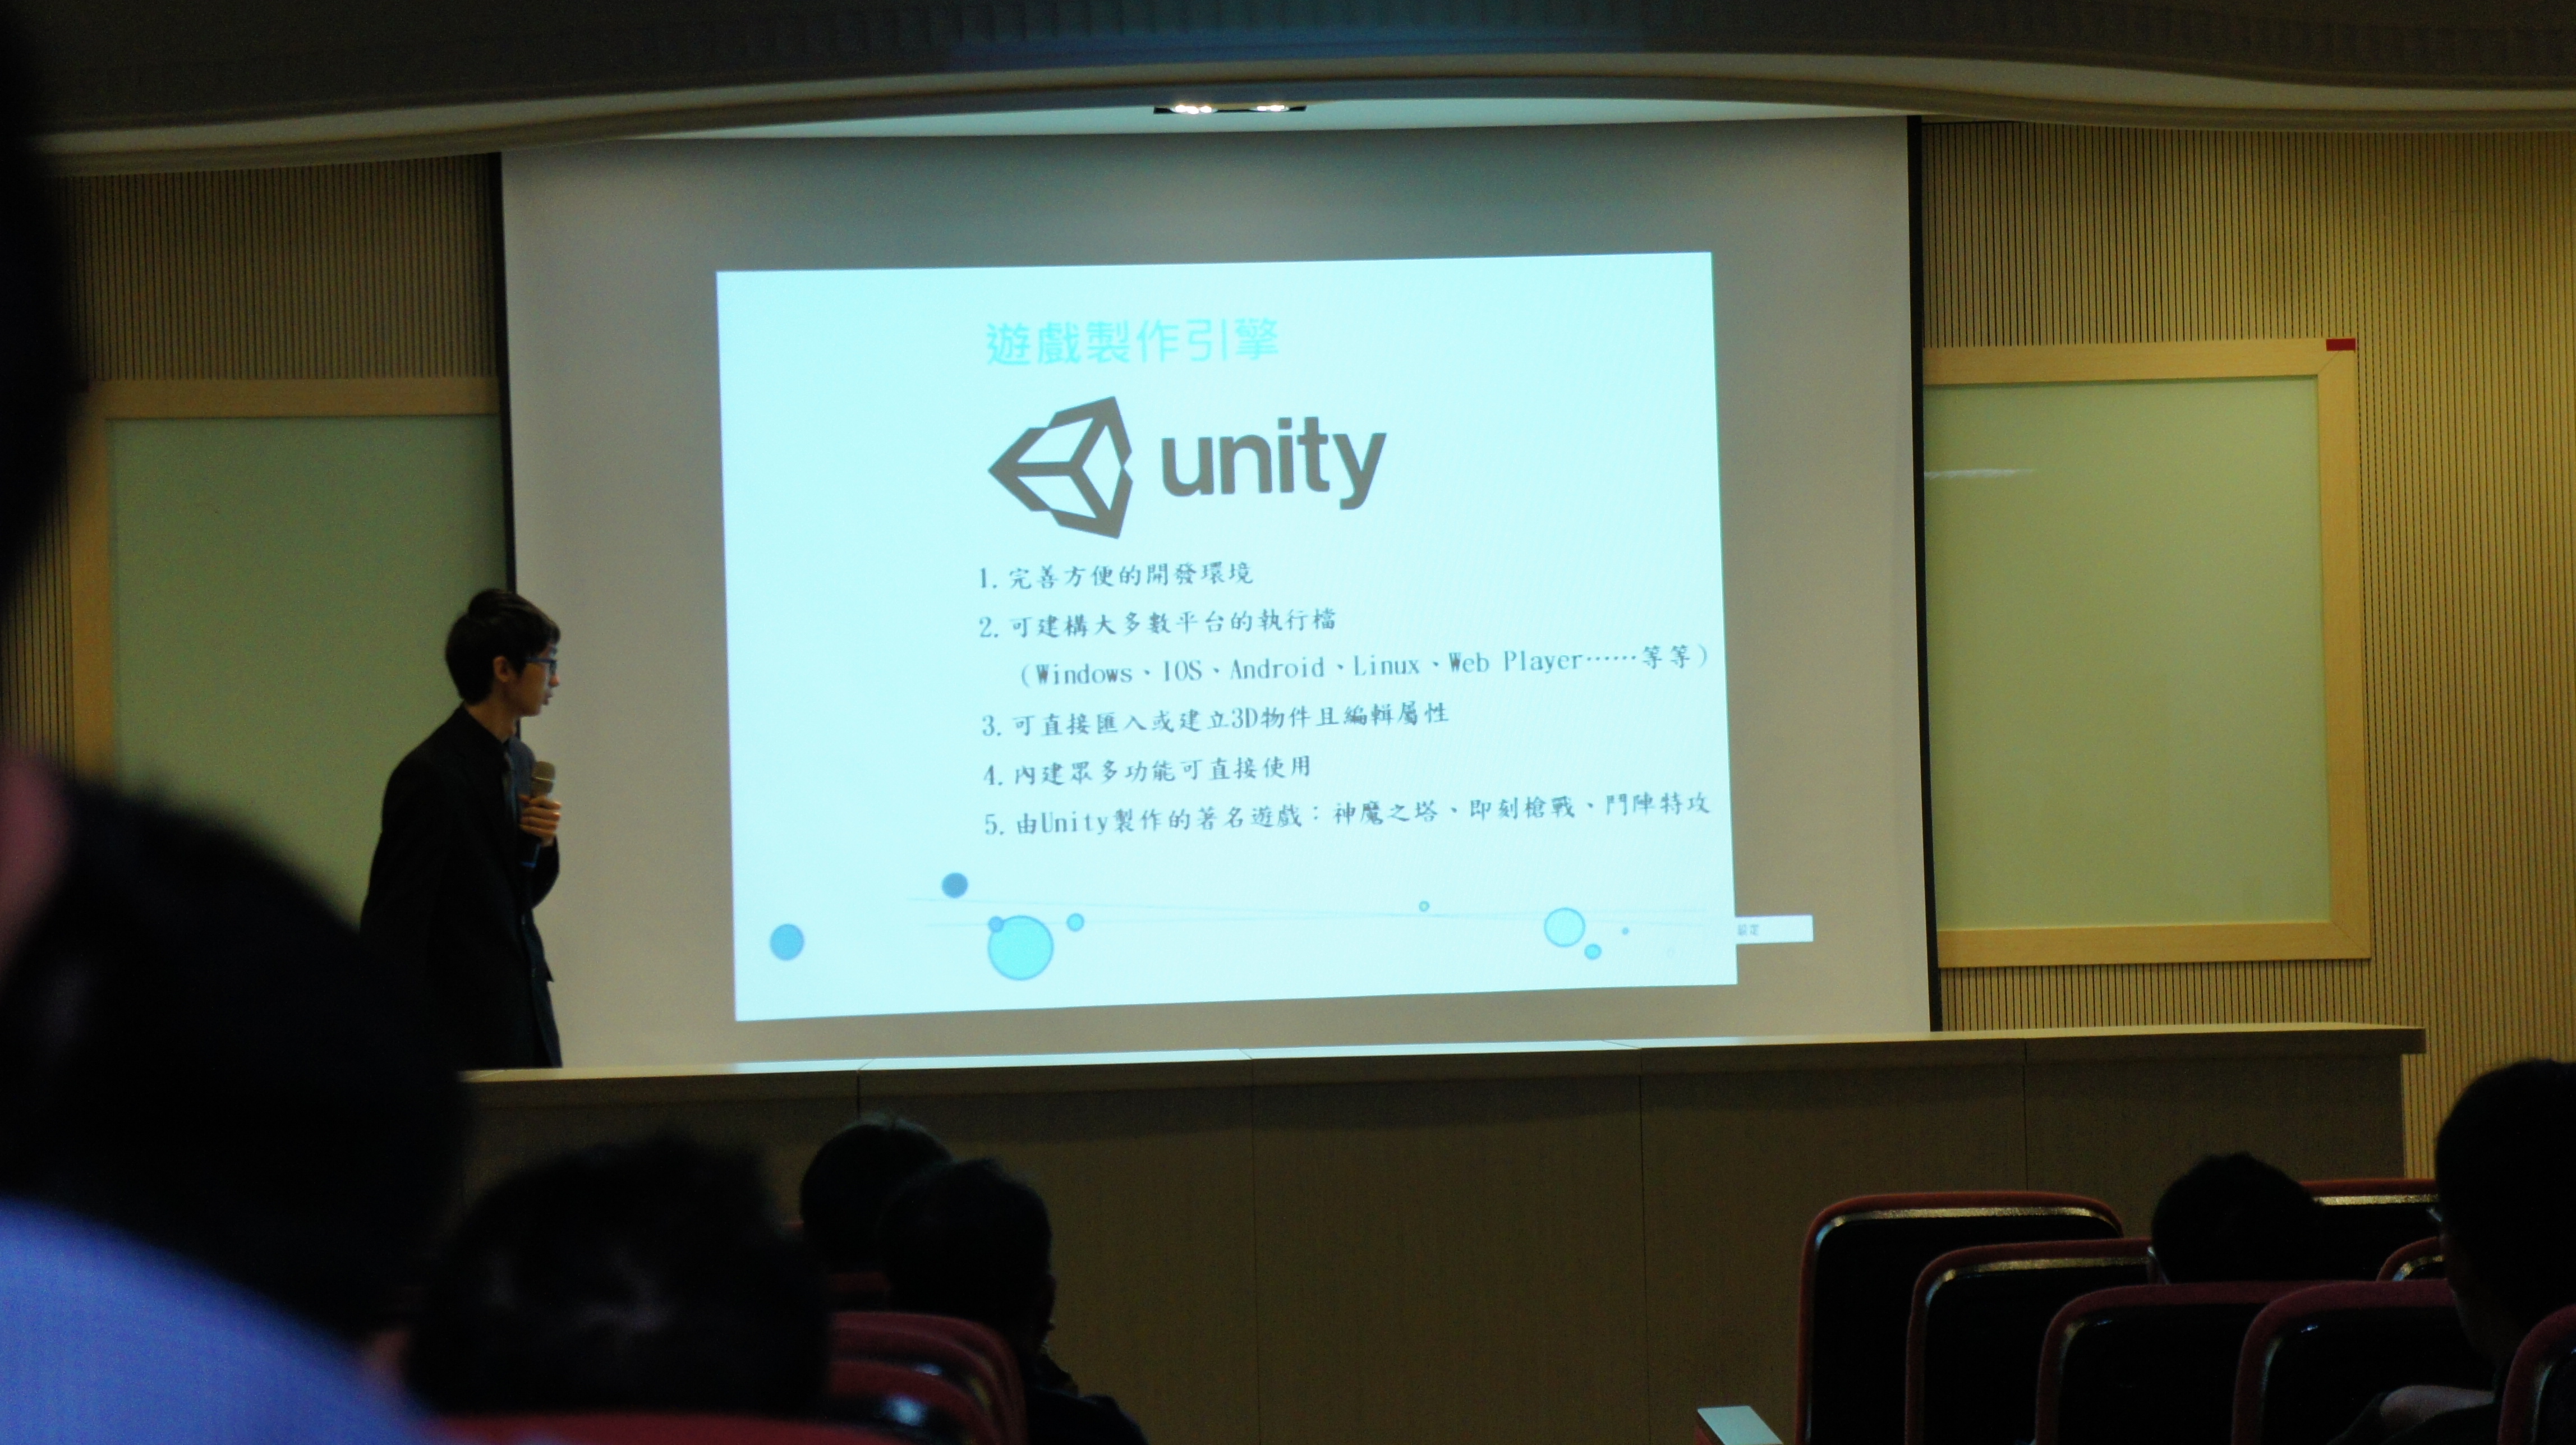 遊戲製作引擎
unity
1. 完善方便的開發環境
2. 可建構大多數平台的執行檔
（Windows、IOS、Android、Linux、Web Player……等等）
3. 可直接匯入或建立3D物件且編輯屬性
4. 內建眾多功能可直接使用
5. 由Unity製作的著名遊戲：神魔之塔、即刻槍戰、鬥陣特攻
設定